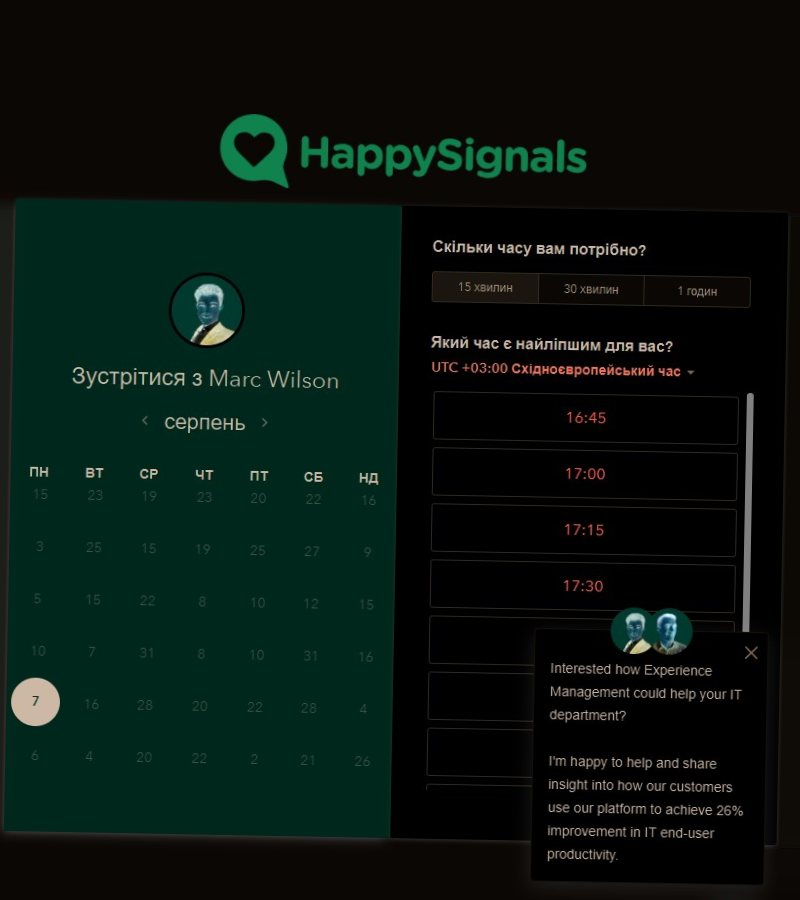 HappySignals
Зустрітися з Marc Wilson
серпень
ПН ВТ СР ЧТ ПТ СБ НД
15 23 19 23 20 22 16
3 25 15 19 25 27 9
5 15 22 8 10 12 15
10 7 31 8 10 31 16
7 16 28 20 22 28 4
6 4 20 22 2 21 26
Скільки часу вам потрібно?
15 хвилин 30 хвилин 1 годин
Який час є найліпшим для вас?
UTC +03:00 Східноєвропейський час
16:45
17:00
17:15
17:30
Interested how Experience
Management could help your IT
department?
I'm happy to help and share
insight into how our customers
use our platform to achieve 26%
improvement in IT end-user
productivity.